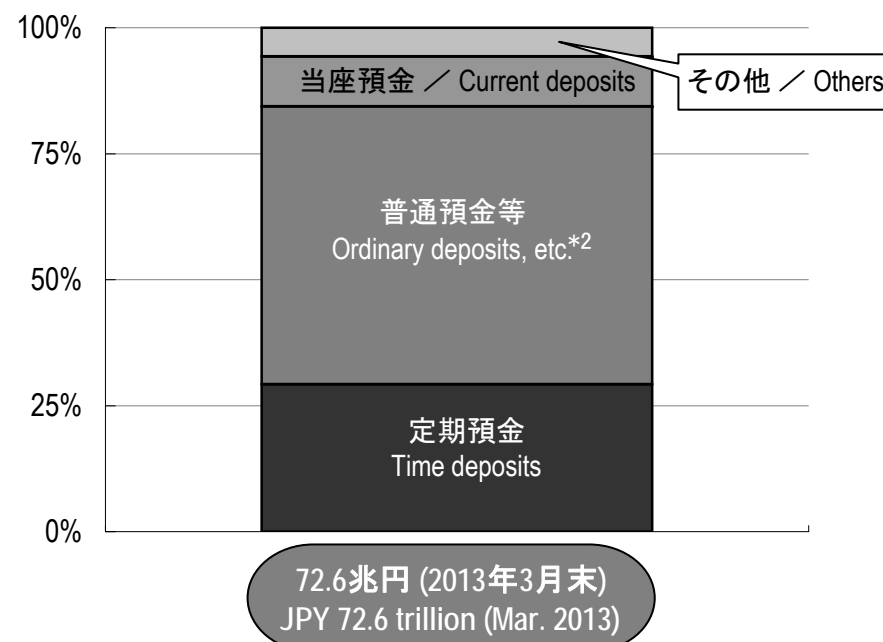 100%
当座預金 ／ Current deposits
その他 ／ Others
75%
普通預金等
Ordinary deposits, etc.*2
50%
25%
定期預金
Time deposits
0%
72.6兆円 (2013年3月末)
JPY 72.6 trillion (Mar. 2013)